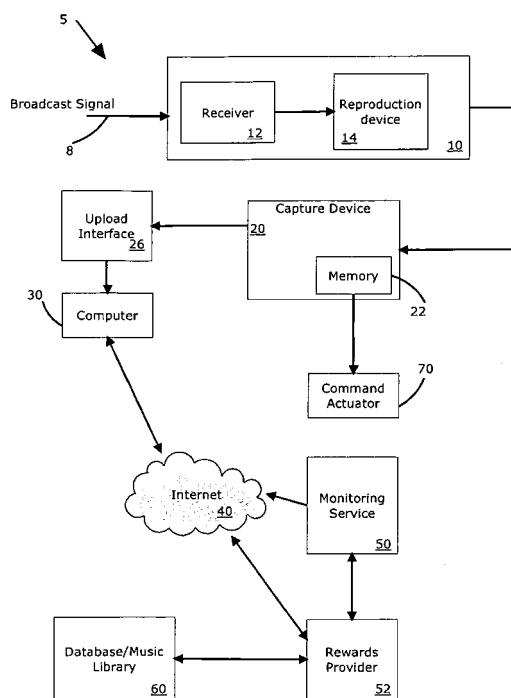 5
Broadcast Signal
8
Receiver
12
Reproduction
device
14
10
Upload
Interface
26
Capture Device
20
Memory
22
30
Computer
Command
Actuator
70
Internet
40
Monitoring
Service
50
Database/Music
Library
60
Rewards
Provider
52